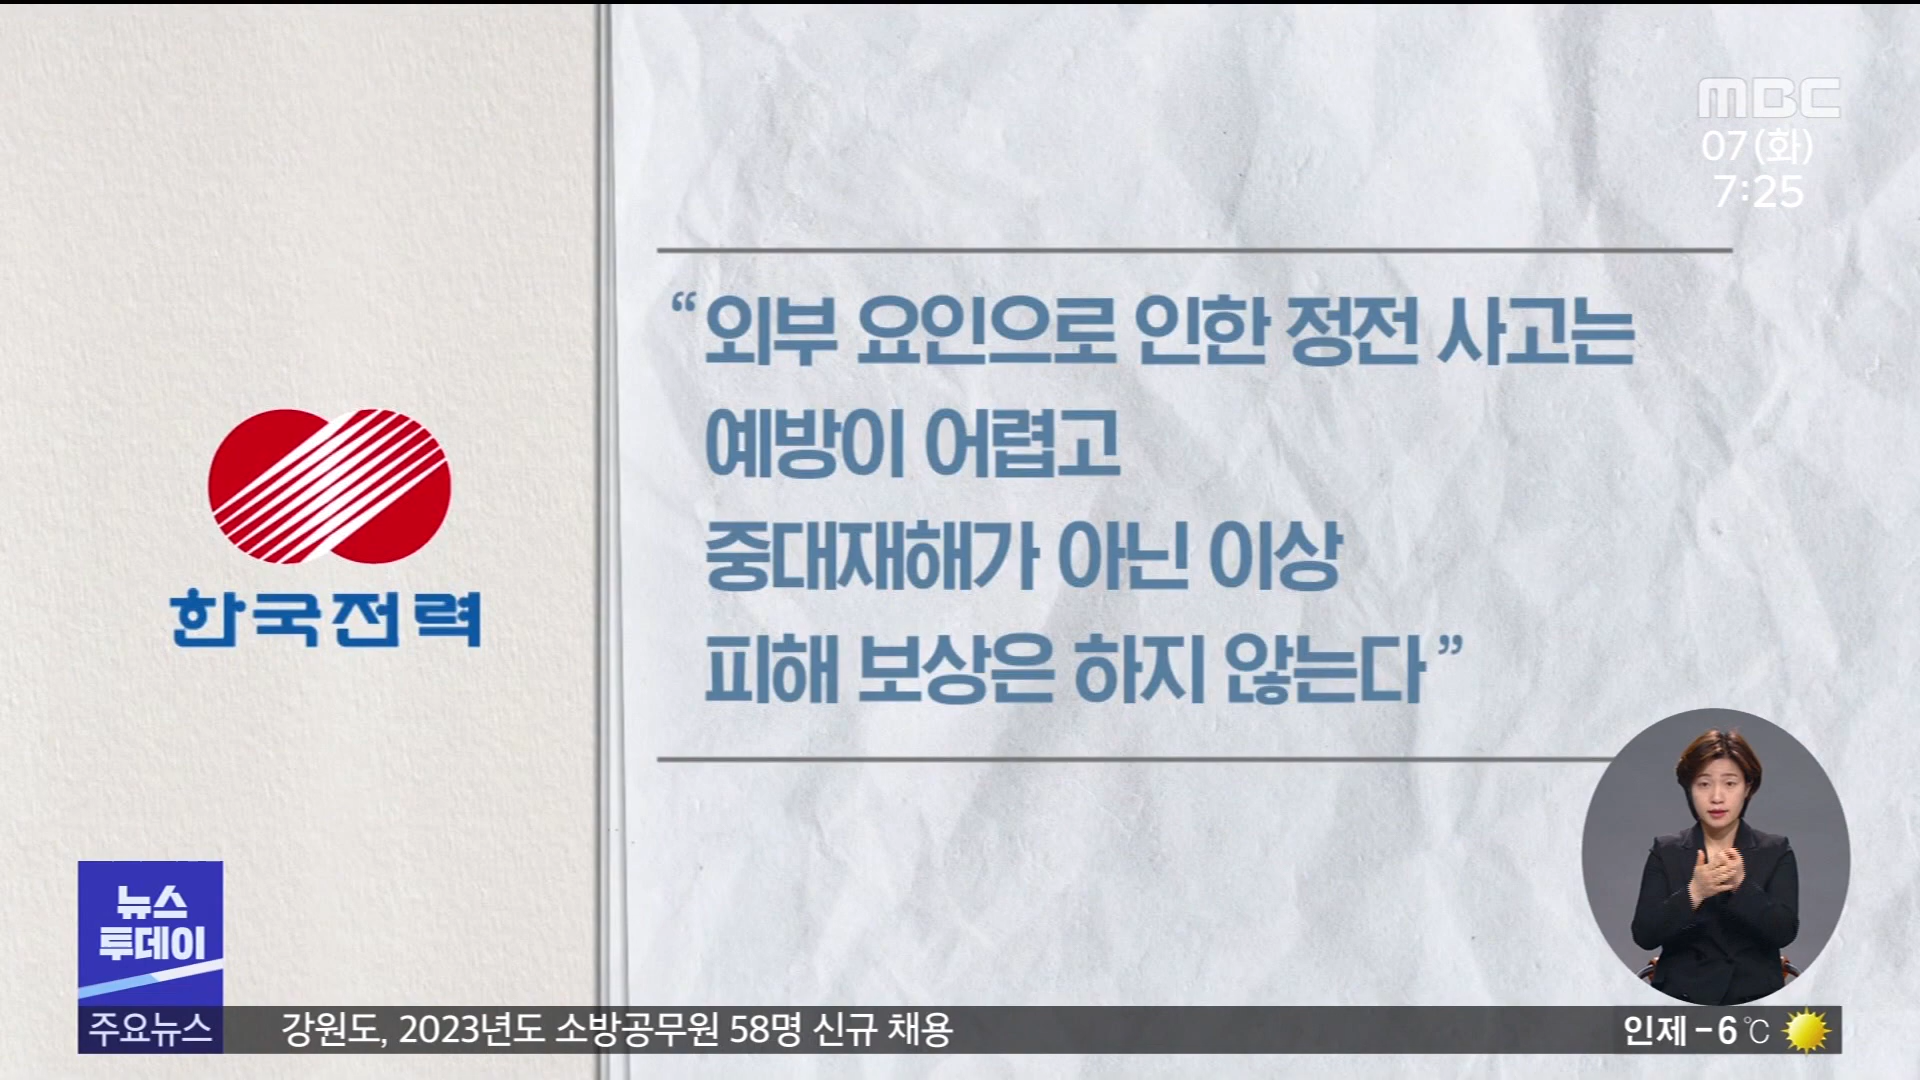 MBC
07(화)
7:25
“외부 요인으로 인한 정전 사고는
예방이 어렵고
중대재해가 아닌 이상
피해 보상은 하지 않는다”
한국전력
뉴스
투데이
주요뉴스 강원도, 2023년도 소방공무원 58명 신규 채용 인제 -6℃